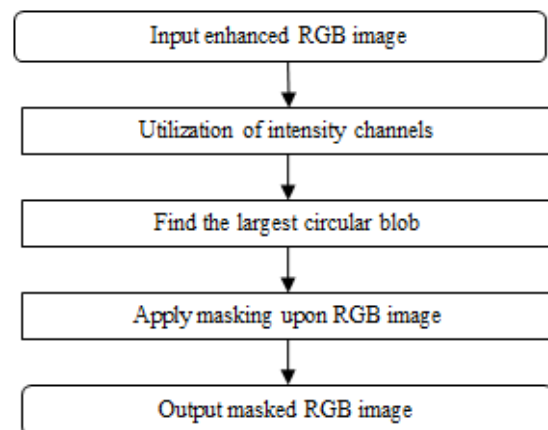 Input enhanced RGB image
Utilization of intensity channels
Find the largest circular blob
Apply masking upon RGB image
Output masked RGB image